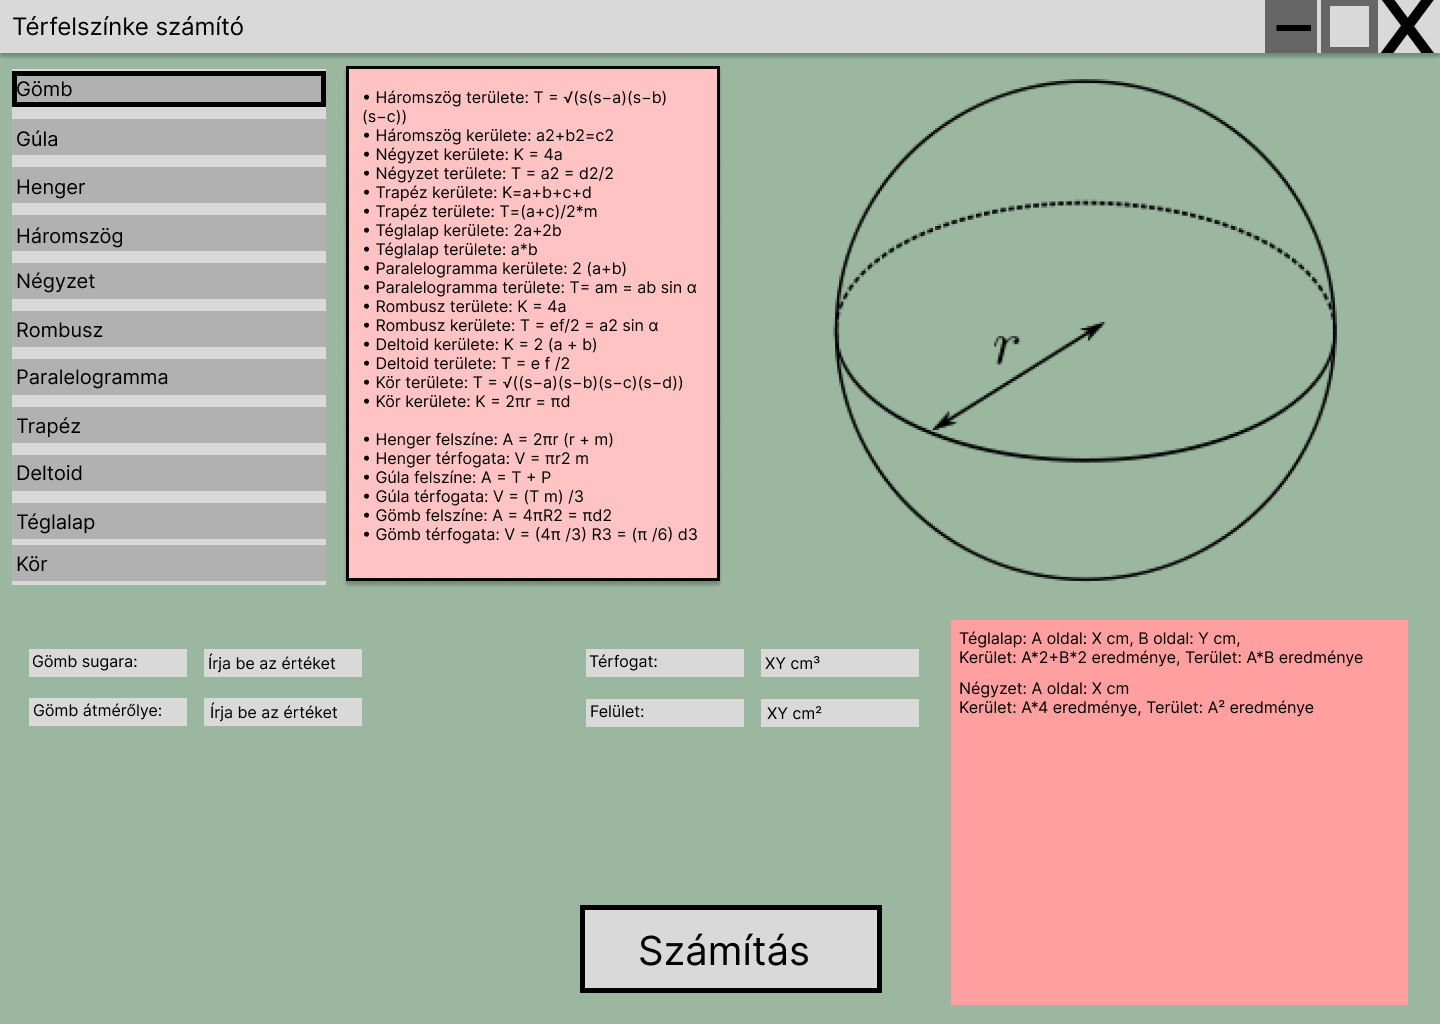 Térfelszínke számító
X
Gömb
Gúla
Henger
Háromszög
Négyzet
Rombusz
Paralelogramma
Trapéz
Deltoid
Téglalap
Kör
• Háromszög területe: T = √(s(s−a)(s−b)
(s−c))
• Háromszög kerülete: a2+b2=c2
• Négyzet kerülete: K = 4a
• Négyzet területe: T = a2 = d2/2
• Trapéz kerülete: K=a+b+c+d
• Trapéz területe: T=(a+c)/2*m
• Téglalap kerülete: 2a+2b
• Téglalap területe: a*b
• Paralelogramma kerülete: 2 (a+b)
• Paralelogramma területe: T= am = ab sin α
• Rombusz területe: K = 4a
• Rombusz kerülete: T = ef/2 = a2 sin α
• Deltoid kerülete: K = 2 (a + b)
• Deltoid területe: T = e f /2
• Kör területe: T = √((s−a)(s−b)(s−c)(s−d))
• Kör kerülete: K = 2πr = πd
• Henger felszíne: A = 2πr (r + m)
• Henger térfogata: V = πr2 m
• Gúla felszíne: A = T + P
• Gúla térfogata: V = (T m) /3
• Gömb felszíne: A = 4πR2 = πd2
• Gömb térfogata: V = (4π /3) R3 = (π /6) d3
r
Gömb sugara:
Írja be az értéket
Gömb átmérőlye:
Írja be az értéket
Térfogat:
XY cm³
Felület:
XY cm²
Téglalap: A oldal: X cm, B oldal: Y cm,
Kerület: A*2+B*2 eredménye, Terület: A*B eredménye
Négyzet: A oldal: X cm
Kerület: A*4 eredménye, Terület: A² eredménye
Számítás